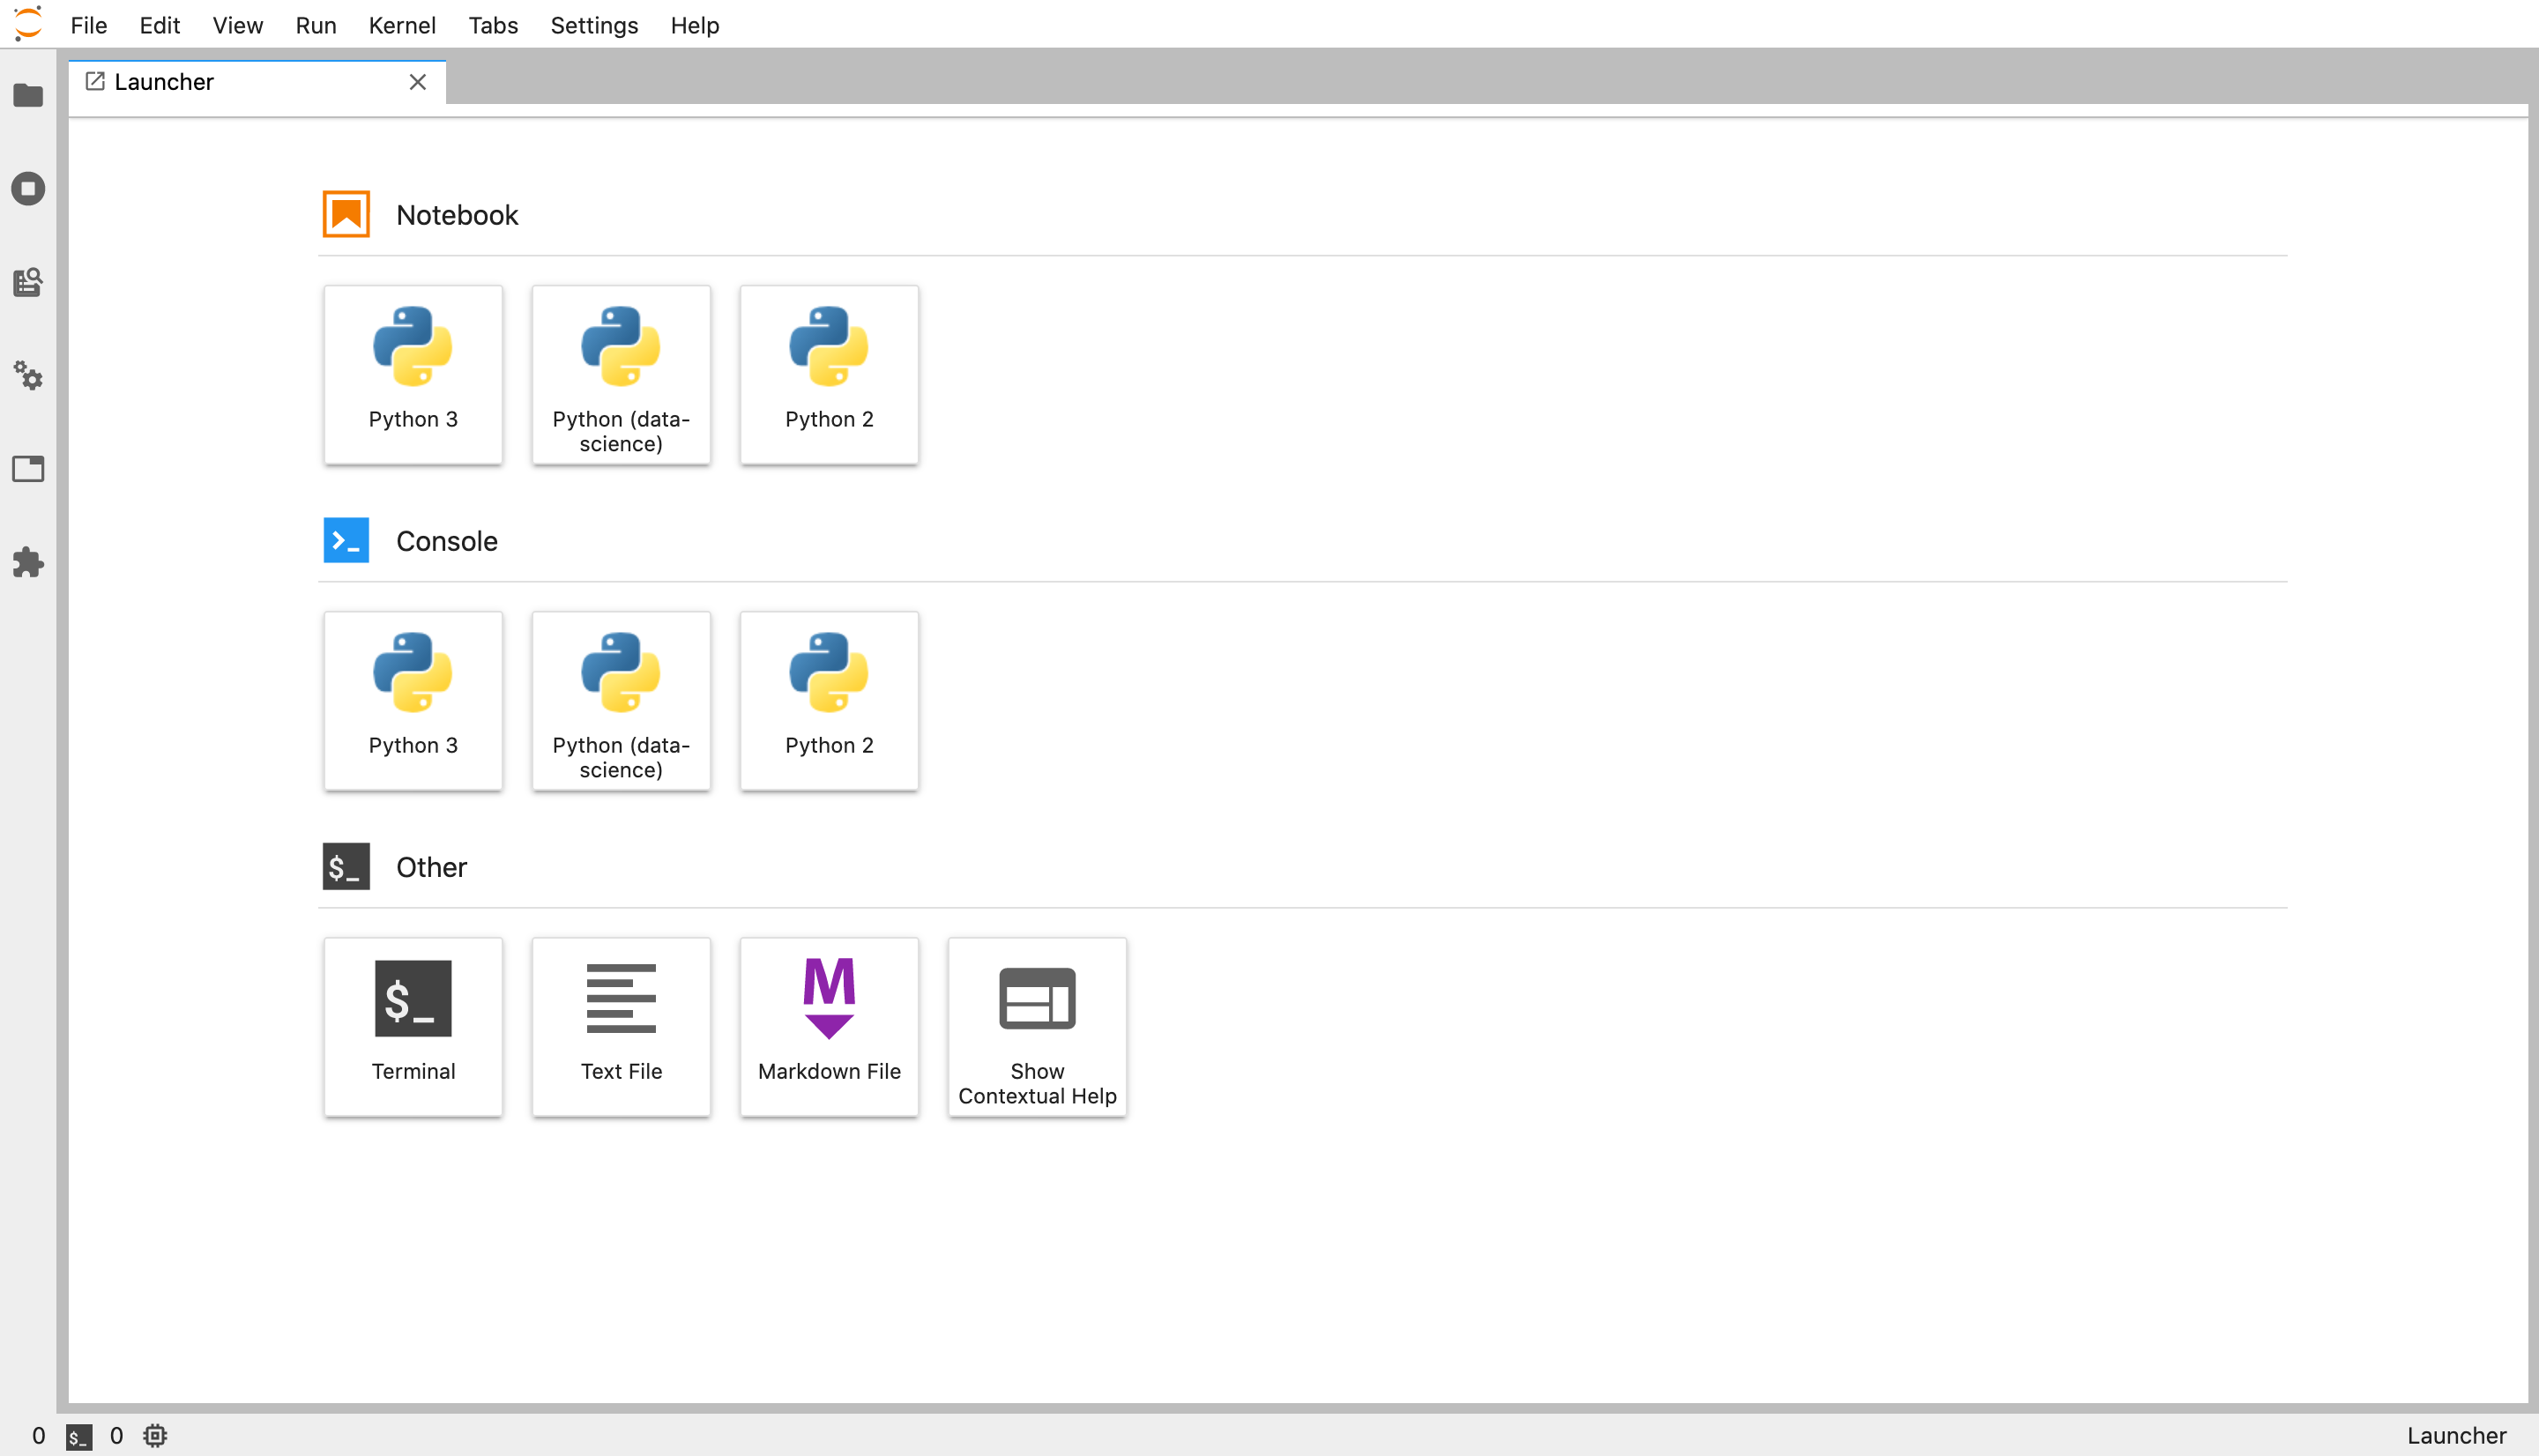 File Edit View Run Kernel Tabs Settings Help
Launcher
Notebook
Python 3
Python (data-
science)
Python 2
Console
Python 3
Python (data-
science)
Python 2
$_ Other
$_
Terminal
Text File
M
Markdown File
Show
Contextual Help
0 $_ 0 Launcher